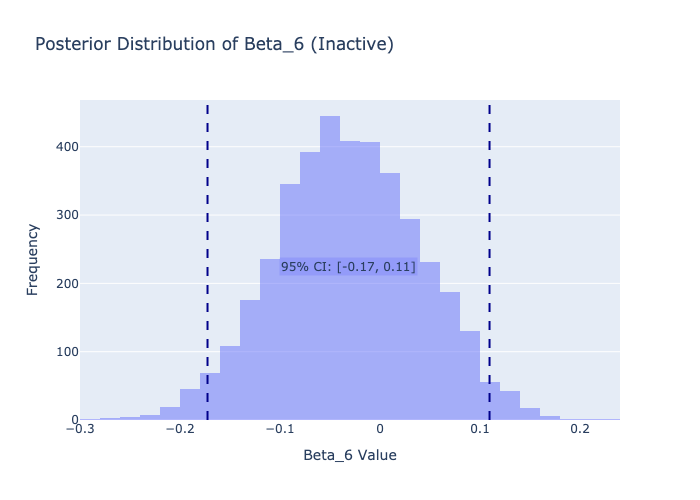 Posterior Distribution of Beta_6 (Inactive)
400
300
200
100
0
Frequency
95% CI: [-0.17, 0.11]
−0.3
−0.2
−0.1
0
0.1
0.2
Beta_6 Value